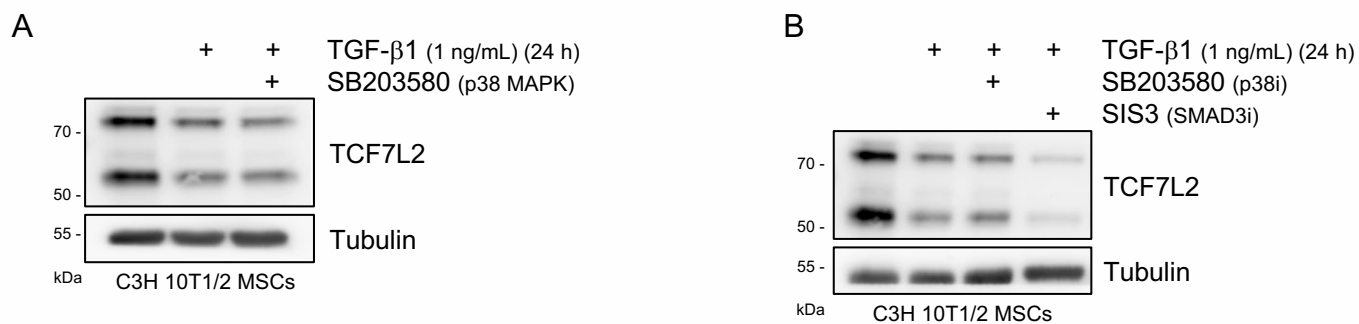 A
+ + TGF-β1 (1 ng/mL) (24 h)
+ SB203580 (p38 MAPK)
70 -
TCF7L2
50 -
55 -
Tubulin
kDa
C3H 10T1/2 MSCs
B
+ + + TGF-β1 (1 ng/mL) (24 h)
+ SB203580 (p38i)
+ SIS3 (SMAD3i)
70 -
TCF7L2
50 -
55 -
Tubulin
kDa
C3H 10T1/2 MSCs